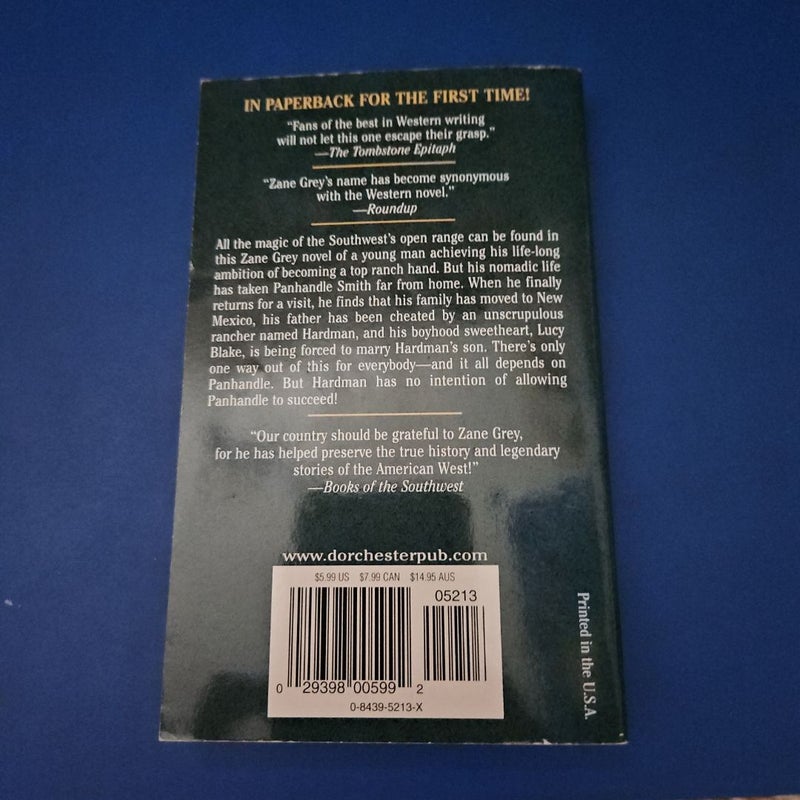 IN PAPERBACK FOR THE FIRST TIME!
“Fans of the best in Western writing
will not let this one escape their grasp.”
—The Tombstone Epitaph
“Zane Grey’s name has become synonymous
with the Western novel.”
—Roundup
All the magic of the Southwest’s open range can be found in
this Zane Grey novel of a young man achieving his life-long
ambition of becoming a top ranch hand. But his nomadic life
has taken Panhandle Smith far from home. When he finally
returns for a visit, he finds that his family has moved to New
Mexico, his father has been cheated by an unscrupulous
rancher named Hardman, and his boyhood sweetheart, Lucy
Blake, is being forced to marry Hardman’s son. There’s only
one way out of this for everybody—and it all depends on
Panhandle. But Hardman has no intention of allowing
Panhandle to succeed!
“Our country should be grateful to Zane Grey,
for he has helped preserve the true history and legendary
stories of the American West!”
—Books of the Southwest
www.dorchesterpub.com
$5.99 US $7.99 CAN $14.95 AUS
05213
0 29398 00599 2
0-8439-5213-X
Printed in the U.S.A.